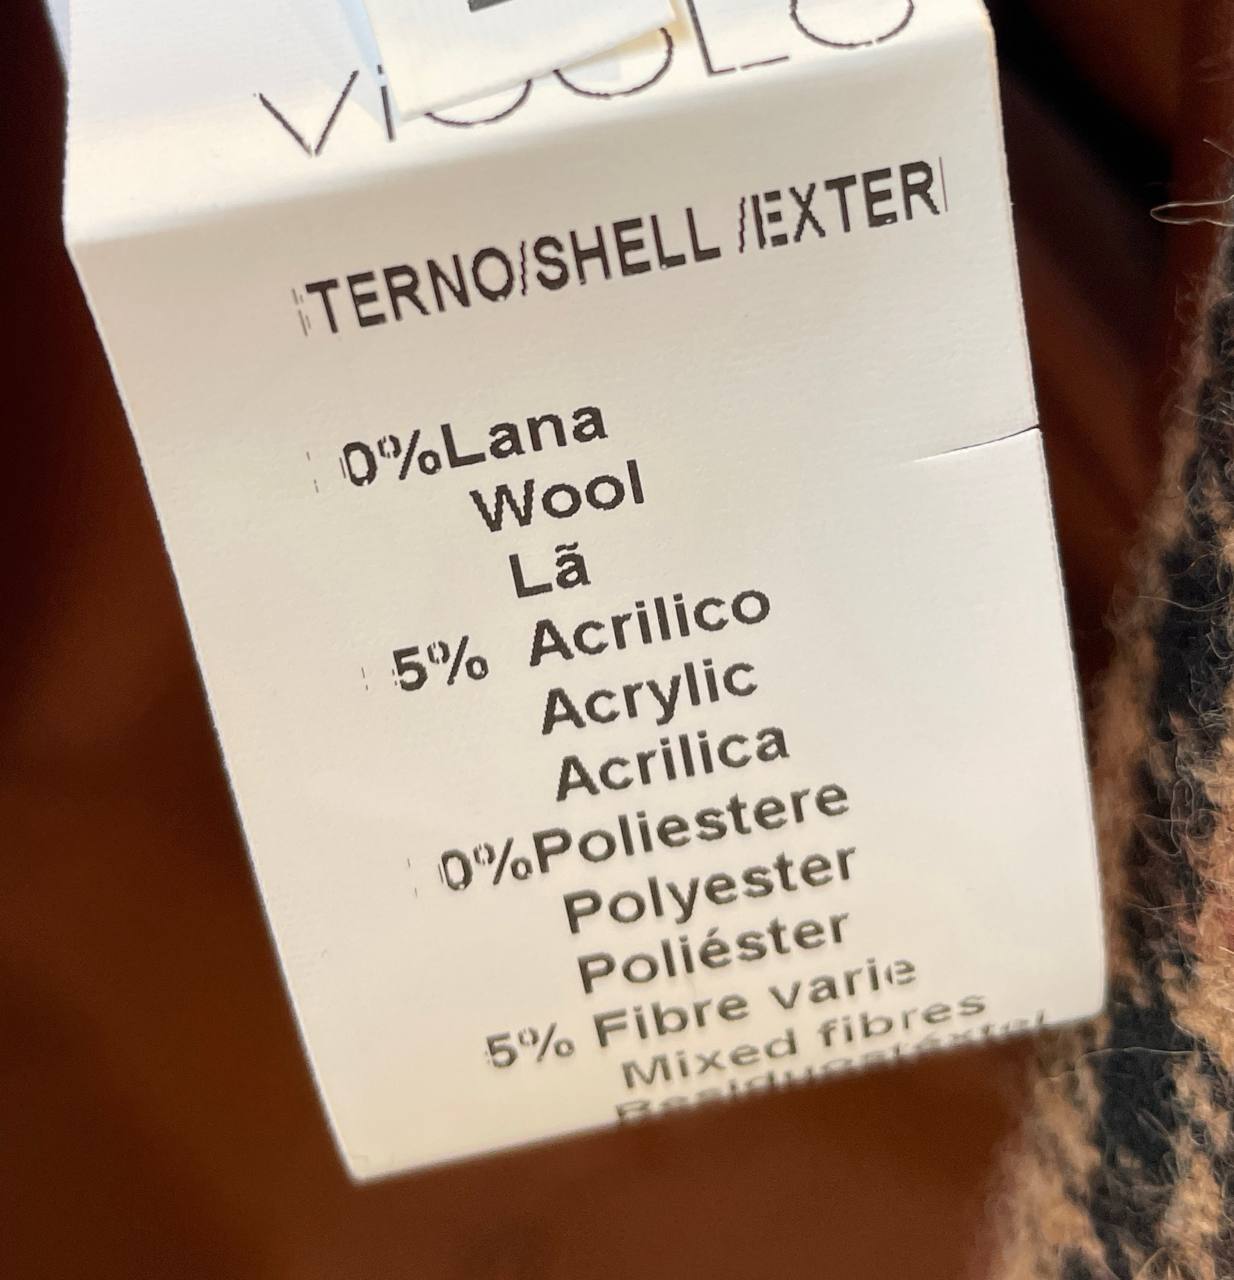 TERNO/SHELL /EXTER
0%Lana
Wool
Lã
5% Acrilico
Acrylic
Acrilica
0%Poliestere
Polyester
Poliéster
5% Fibre varie
Mixed fibres